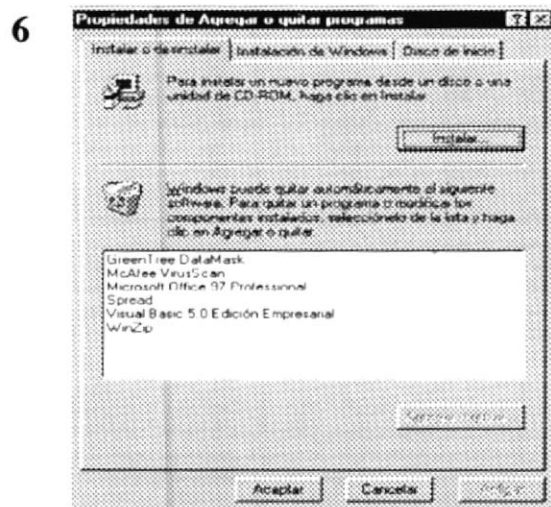 6
Propiedades de Agregar o quitar programas
Instalar o desinstalar Instalación de Windows Disco de inicio
Para instalar un nuevo programa desde un disco o una
unidad de CD-ROM, haga clic en Instalar.
Instalar...
Windows puede quitar automáticamente el siguiente
software. Para quitar un programa o modificar los
componentes instalados, selecciónelo de la lista y haga
clic en Agregar o quitar.
GreenTree DataMask
McAfee VirusScan
Microsoft Office 97 Professional
Spread
Visual Basic 5.0 Edición Empresarial
WinZip
Aceptar Cancelar